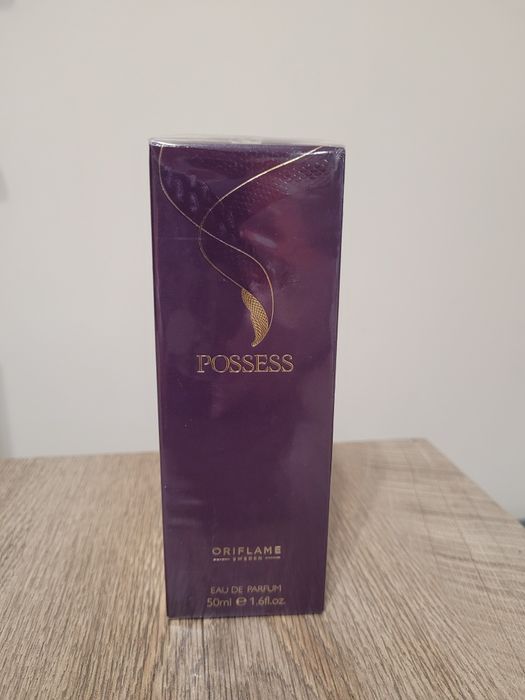 POSSESS
ORIFLAME
SWEDEN
EAU DE PARFUM
50ml ℮ 1.6fl.oz.